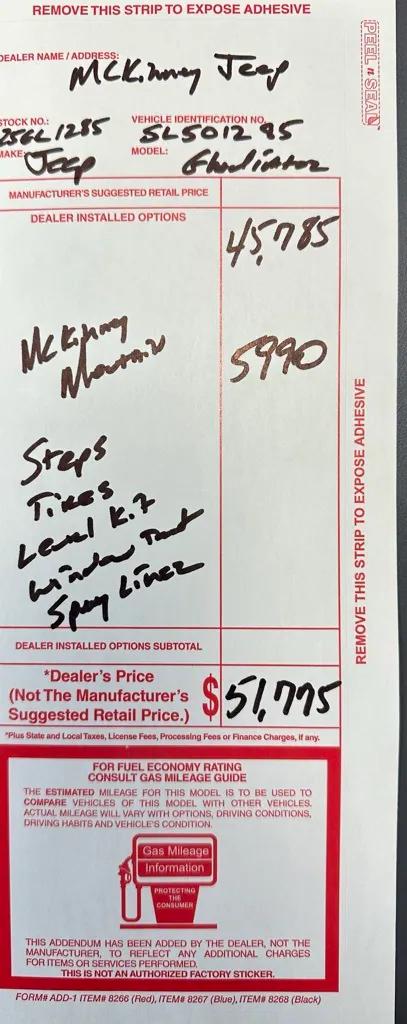 REMOVE THIS STRIP TO EXPOSE ADHESIVE
PEEL n SEAL
DEALER NAME / ADDRESS:
McKinney Jeep
STOCK NO.: VEHICLE IDENTIFICATION NO.
25GL1285 SL501295
MAKE: Jeep MODEL: Gladiator
MANUFACTURER'S SUGGESTED RETAIL PRICE
DEALER INSTALLED OPTIONS
45,785
McKinney
Mountain
5990
Steps
Tires
Level Kit
Window Tint
Spray Liner
DEALER INSTALLED OPTIONS SUBTOTAL
*Dealer's Price
(Not The Manufacturer's
Suggested Retail Price.)
$ 51,775
*Plus State and Local Taxes, License Fees, Processing Fees or Finance Charges, if any.
FOR FUEL ECONOMY RATING
CONSULT GAS MILEAGE GUIDE
THE ESTIMATED MILEAGE FOR THIS MODEL IS TO BE USED TO
COMPARE VEHICLES OF THIS MODEL WITH OTHER VEHICLES.
ACTUAL MILEAGE WILL VARY WITH OPTIONS, DRIVING CONDITIONS,
DRIVING HABITS AND VEHICLE'S CONDITION.
Gas Mileage
Information
PROTECTING
THE
CONSUMER
THIS ADDENDUM HAS BEEN ADDED BY THE DEALER, NOT THE
MANUFACTURER, TO REFLECT ANY ADDITIONAL CHARGES
FOR ITEMS OR SERVICES PERFORMED.
THIS IS NOT AN AUTHORIZED FACTORY STICKER.
FORM# ADD-1 ITEM# 8266 (Red), ITEM# 8267 (Blue), ITEM# 8268 (Black)
REMOVE THIS STRIP TO EXPOSE ADHESIVE